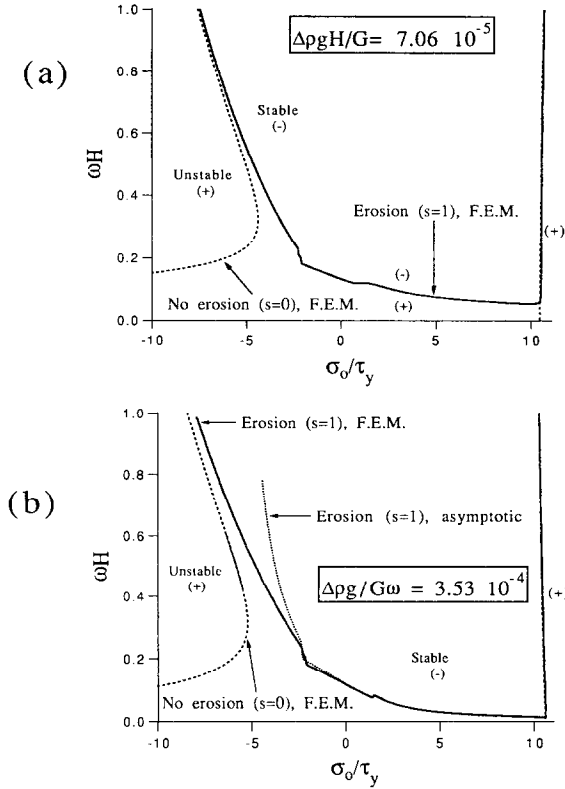 (a)
ΔρgH/G= 7.06 10⁻⁵
1.0
0.8
0.6
0.4
0.2
0.0
ωH
Stable
(-)
Unstable
(+)
Erosion (s=1), F.E.M.
(+)
(-)
(+)
No erosion (s=0), F.E.M.
-10
-5
0
5
10
σₒ/τy
(b)
1.0
0.8
0.6
0.4
0.2
0.0
ωH
Erosion (s=1), F.E.M.
Erosion (s=1), asymptotic
Unstable
(+)
Δρg/Gω = 3.53 10⁻⁴
(+
Stable
(-)
No erosion (s=0), F.E.M.
-10
-5
0
5
10
σₒ/τy